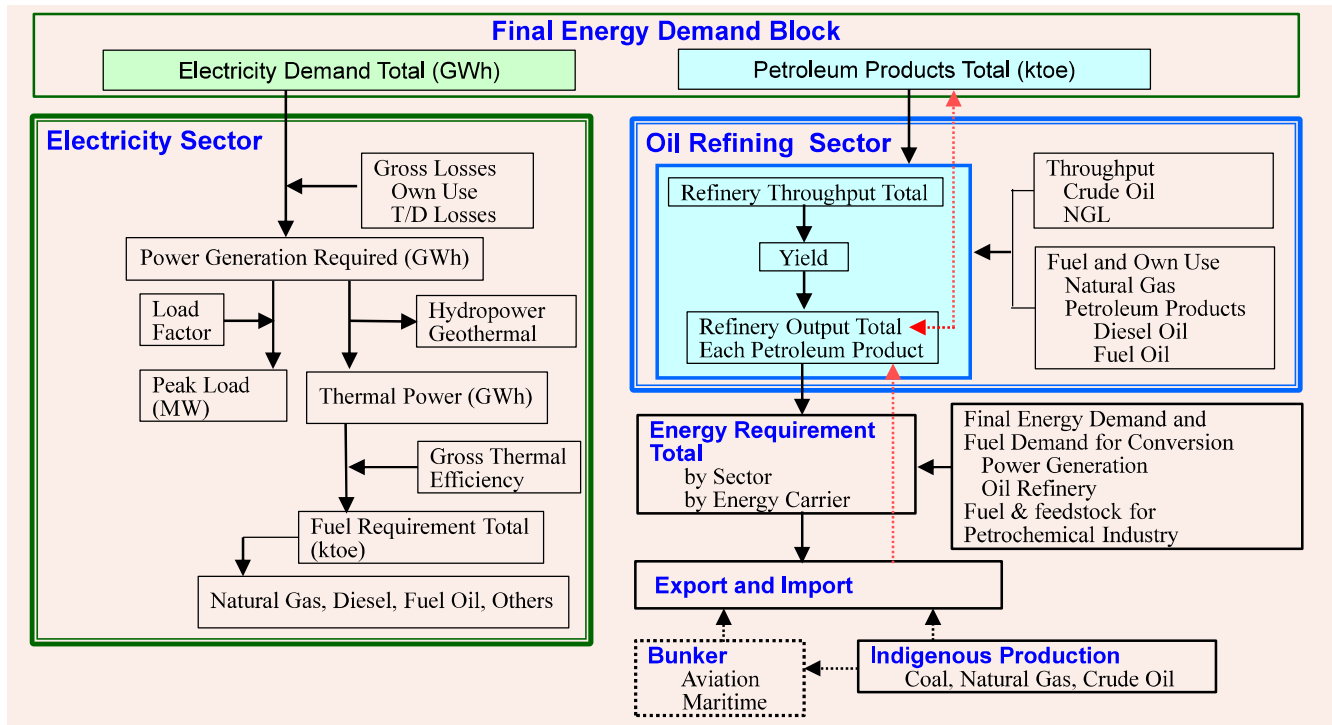 Final Energy Demand Block
Electricity Demand Total (GWh)
Petroleum Products Total (ktoe)
Electricity Sector
Gross Losses
Own Use
T/D Losses
Power Generation Required (GWh)
Load
Factor
Hydropower
Geothermal
Peak Load
(MW)
Thermal Power (GWh)
Gross Thermal
Efficiency
Fuel Requirement Total
(ktoe)
Natural Gas, Diesel, Fuel Oil, Others
Oil Refining Sector
Refinery Throughput Total
Yield
Refinery Output Total
Each Petroleum Product
Throughput
Crude Oil
NGL
Fuel and Own Use
Natural Gas
Petroleum Products
Diesel Oil
Fuel Oil
Energy Requirement
Total
by Sector
by Energy Carrier
Final Energy Demand and
Fuel Demand for Conversion
Power Generation
Oil Refinery
Fuel & feedstock for
Petrochemical Industry
Export and Import
Bunker
Aviation
Maritime
Indigenous Production
Coal, Natural Gas, Crude Oil